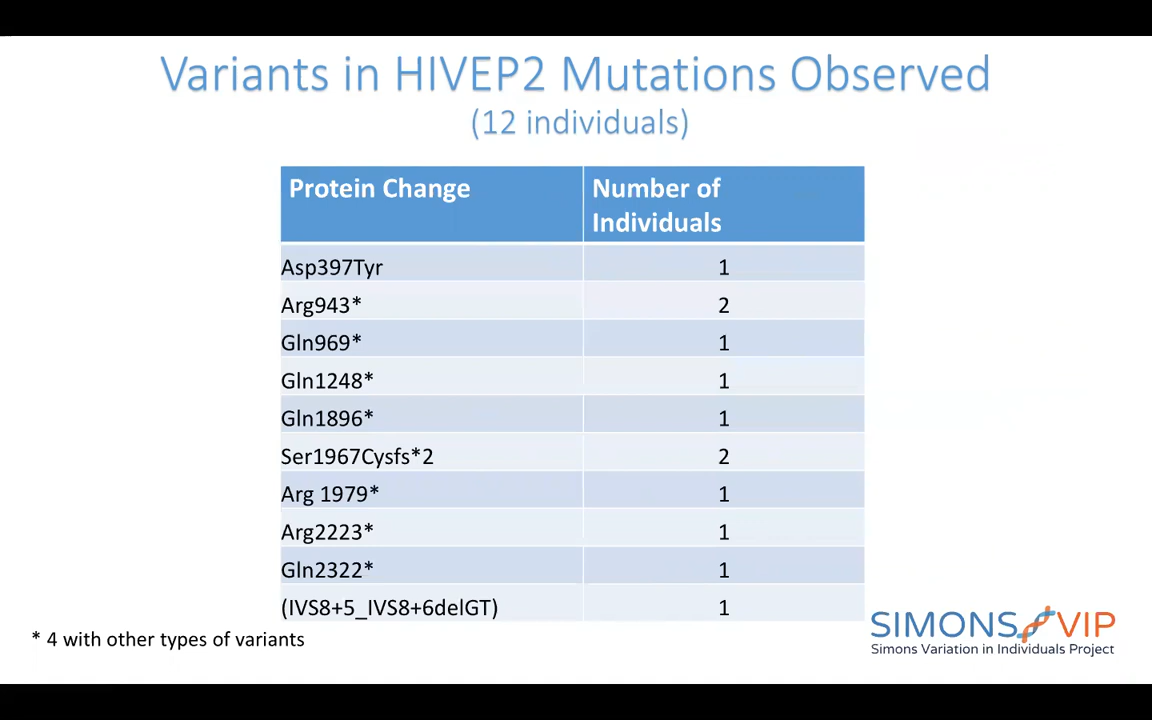 Variants in HIVEP2 Mutations Observed
(12 individuals)
Protein Change Number of
Individuals
Asp397Tyr 1
Arg943* 2
Gln969* 1
Gln1248* 1
Gln1896* 1
Ser1967Cysfs*2 2
Arg 1979* 1
Arg2223* 1
Gln2322* 1
(IVS8+5_IVS8+6delGT) 1
* 4 with other types of variants
SIMONS VIP
Simons Variation in Individuals Project